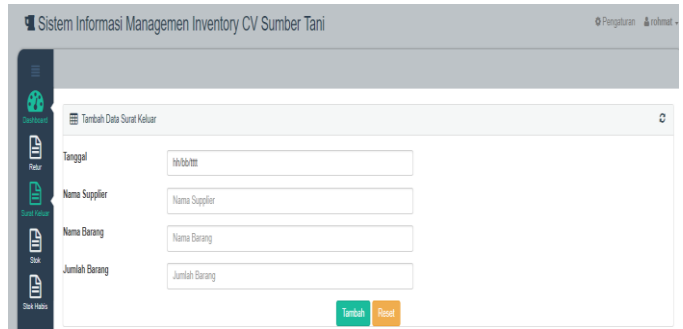 Sistem Informasi Managemen Inventory CV Sumber Tani
Pengaturan rohmat
Dashboard
Tambah Data Surat Keluar
Retur
Tanggal
hh/bb/tttt
Surat Keluar
Nama Supplier
Nama Supplier
Nama Barang
Nama Barang
Stok
Jumlah Barang
Jumlah Barang
Stok Habis
Tambah Reset